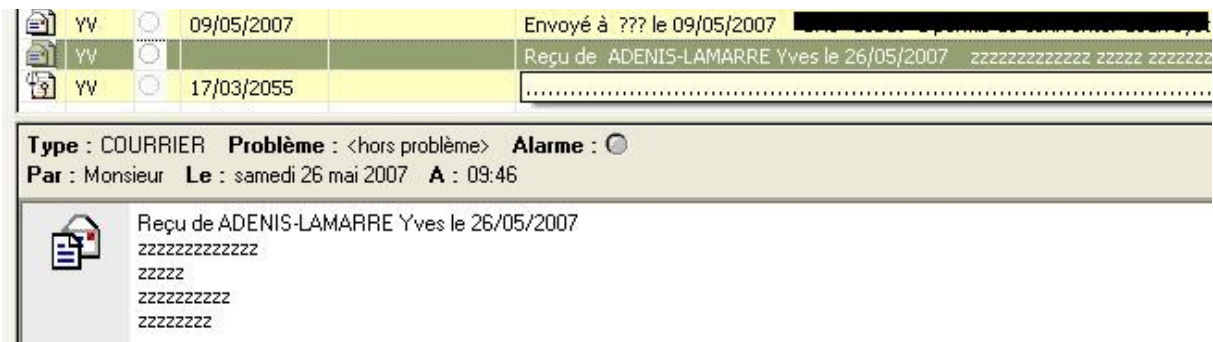 YV 09/05/2007 Envoyé à ??? le 09/05/2007
YV Reçu de ADENIS-LAMARRE Yves le 26/05/2007 zzzzzzzzzzzzz zzzzz zzzzzzz
YV 17/03/2055 ................................................................................
Type : COURRIER Problème : <hors problème> Alarme :
Par : Monsieur Le : samedi 26 mai 2007 A : 09:46
Reçu de ADENIS-LAMARRE Yves le 26/05/2007
zzzzzzzzzzzzz
zzzzz
zzzzzzzzzz
zzzzzzzz